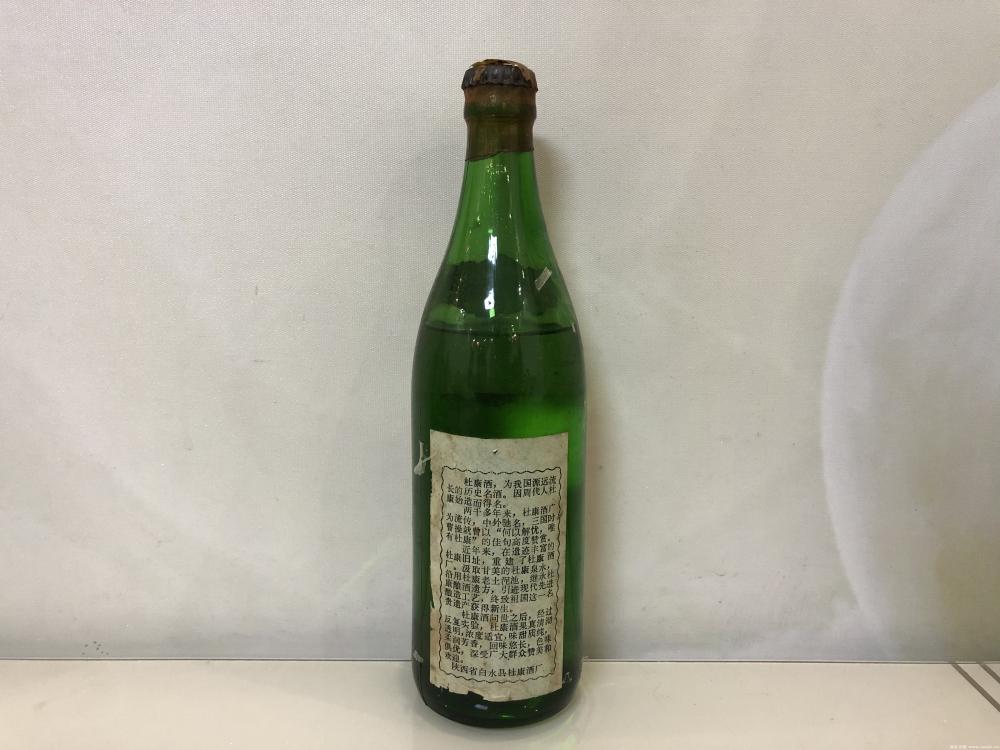 杜康酒，为我国源远流
长的历史名酒。因周代人杜
康始造而得名。
两千多年来，杜康酒广
为流传，中外驰名，三国时
曹操就曾以“何以解忧，唯
有杜康”的佳句高度赞赏。
近年来，在遗迹丰富的
杜康旧址，重建了杜康酒
厂。汲取甘美的杜康泉水，
沿用杜康老土泥池，继承杜
康酿酒遗方，引进现代先进
酿造工艺，终致祖国这一名
贵遗产获得新生。
杜康酒问世之后，经过
反复实验，杜康酒果真清澈
透明，浓度适宜，味甜质纯，
柔润芳香，回味悠长，色味
俱优，深受广大群众赞美和
欢迎。
陕西省白水县杜康酒厂